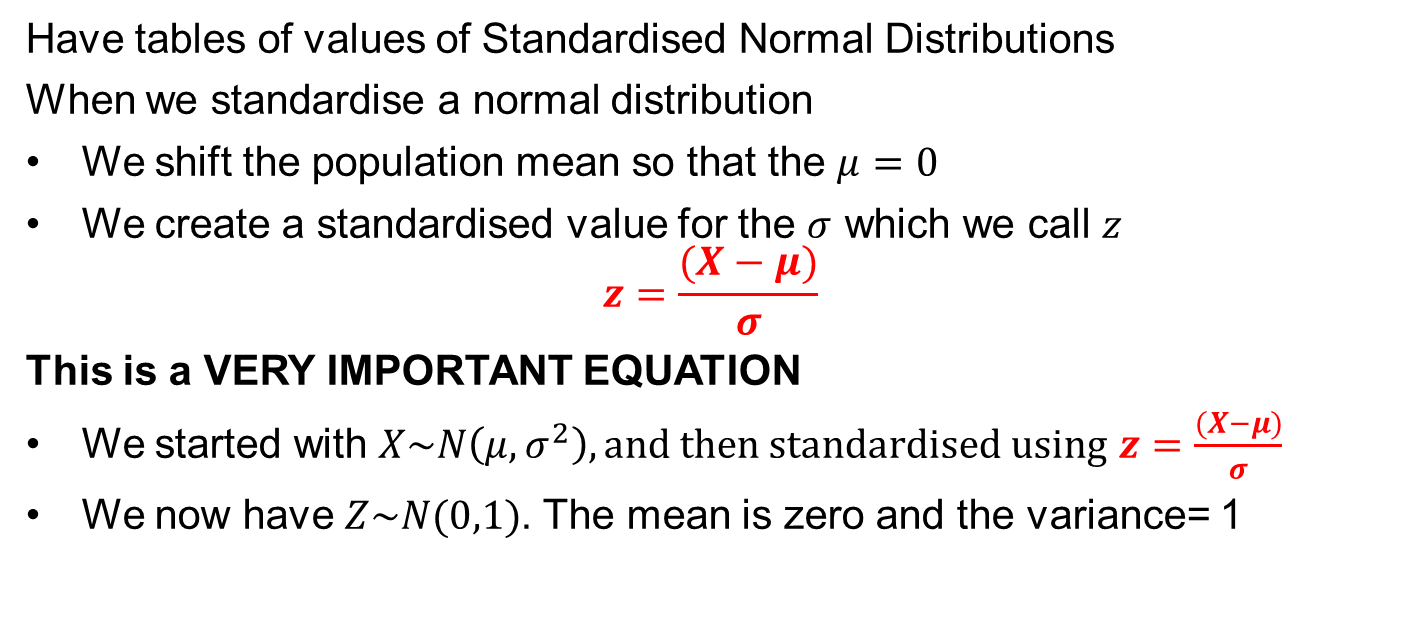 Have tables of values of Standardised Normal Distributions
When we standardise a normal distribution
• We shift the population mean so that the μ = 0
• We create a standardised value for the σ which we call z
z = (X − μ) / σ
This is a VERY IMPORTANT EQUATION
• We started with X~N(μ, σ²), and then standardised using z = (X−μ) / σ
• We now have Z~N(0,1). The mean is zero and the variance= 1